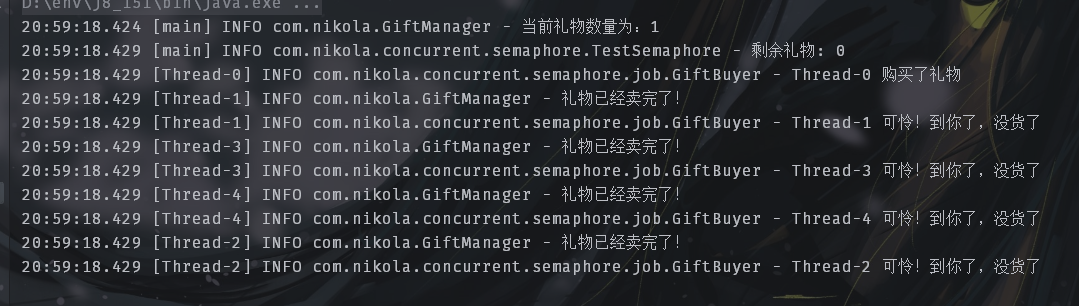 D:\env\j8_151\bin\java.exe ...
20:59:18.424 [main] INFO com.nikola.GiftManager - 当前礼物数量为：1
20:59:18.429 [main] INFO com.nikola.concurrent.semaphore.TestSemaphore - 剩余礼物: 0
20:59:18.429 [Thread-0] INFO com.nikola.concurrent.semaphore.job.GiftBuyer - Thread-0 购买了礼物
20:59:18.429 [Thread-1] INFO com.nikola.GiftManager - 礼物已经卖完了！
20:59:18.429 [Thread-1] INFO com.nikola.concurrent.semaphore.job.GiftBuyer - Thread-1 可怜！到你了，没货了
20:59:18.429 [Thread-3] INFO com.nikola.GiftManager - 礼物已经卖完了！
20:59:18.429 [Thread-3] INFO com.nikola.concurrent.semaphore.job.GiftBuyer - Thread-3 可怜！到你了，没货了
20:59:18.429 [Thread-4] INFO com.nikola.GiftManager - 礼物已经卖完了！
20:59:18.429 [Thread-4] INFO com.nikola.concurrent.semaphore.job.GiftBuyer - Thread-4 可怜！到你了，没货了
20:59:18.429 [Thread-2] INFO com.nikola.GiftManager - 礼物已经卖完了！
20:59:18.429 [Thread-2] INFO com.nikola.concurrent.semaphore.job.GiftBuyer - Thread-2 可怜！到你了，没货了